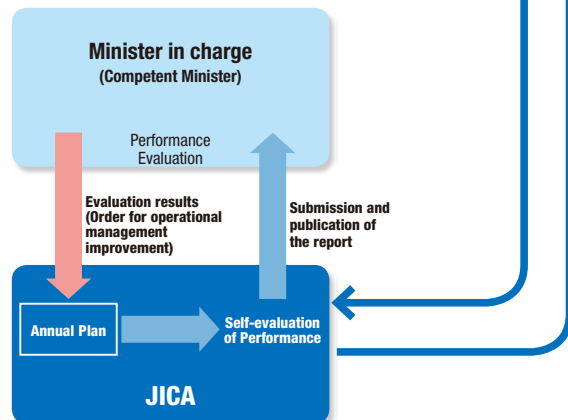 Minister in charge
(Competent Minister)
Performance
Evaluation
Evaluation results
(Order for operational
management
improvement)
Submission and
publication of
the report
Annual Plan
Self-evaluation
of Performance
JICA